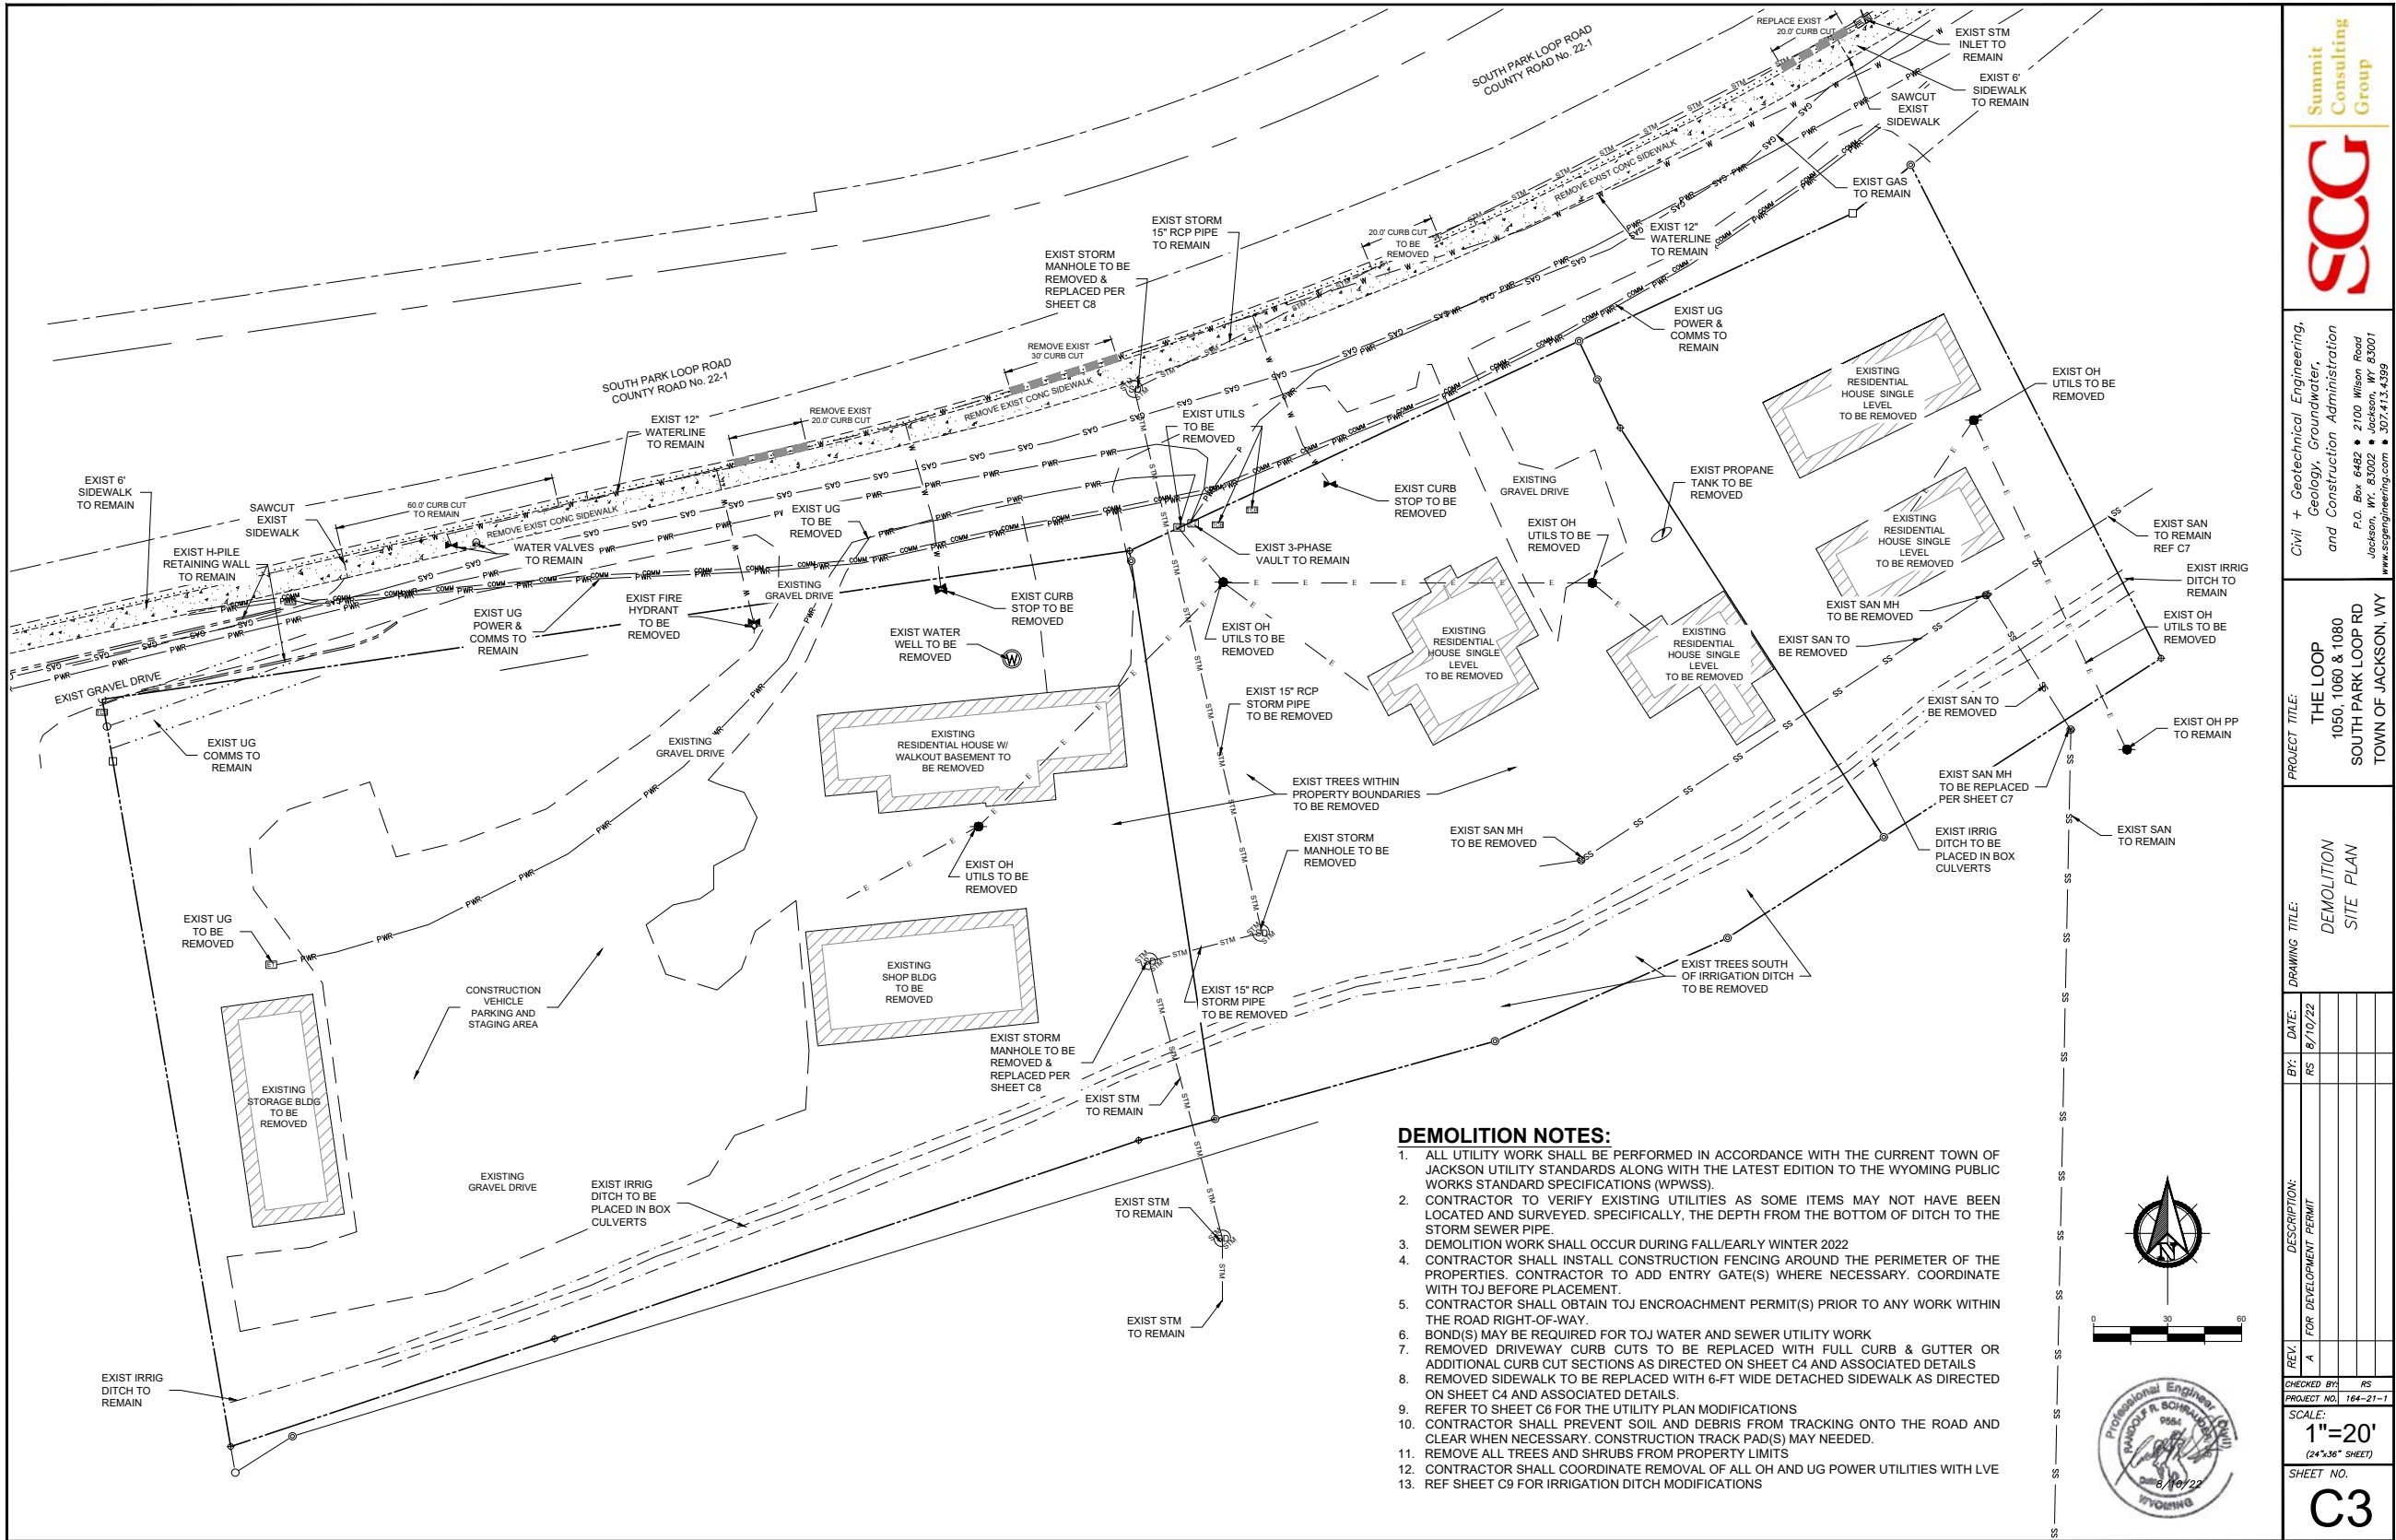 SOUTH PARK LOOP ROAD
COUNTY ROAD No. 22-1
REPLACE EXIST
20.0' CURB CUT
EXIST STM
INLET TO
REMAIN
EXIST 6'
SIDEWALK
TO REMAIN
SAWCUT
EXIST
SIDEWALK
REMOVE EXIST CONC SIDEWALK
EXIST GAS
TO REMAIN
EXIST STORM
15" RCP PIPE
TO REMAIN
20.0' CURB CUT
TO BE
REMOVED
EXIST 12"
WATERLINE
TO REMAIN
EXIST STORM
MANHOLE TO BE
REMOVED &
REPLACED PER
SHEET C8
EXIST UG
POWER &
COMMS TO
REMAIN
REMOVE EXIST
30' CURB CUT
REMOVE EXIST CONC SIDEWALK
SOUTH PARK LOOP ROAD
COUNTY ROAD No. 22-1
EXIST 12"
WATERLINE
TO REMAIN
REMOVE EXIST
20.0' CURB CUT
EXIST UTILS
TO BE
REMOVED
EXISTING
RESIDENTIAL
HOUSE SINGLE
LEVEL
TO BE REMOVED
EXIST OH
UTILS TO BE
REMOVED
EXIST 6'
SIDEWALK
TO REMAIN
SAWCUT
EXIST
SIDEWALK
60.0' CURB CUT
TO REMAIN
REMOVE EXIST CONC SIDEWALK
EXIST H-PILE
RETAINING WALL
TO REMAIN
WATER VALVES
TO REMAIN
EXIST UG
TO BE
REMOVED
EXIST CURB
STOP TO BE
REMOVED
EXISTING
GRAVEL DRIVE
EXIST PROPANE
TANK TO BE
REMOVED
EXIST OH
UTILS TO BE
REMOVED
EXIST 3-PHASE
VAULT TO REMAIN
EXISTING
RESIDENTIAL
HOUSE SINGLE
LEVEL
TO BE REMOVED
EXIST SAN
TO REMAIN
REF C7
EXIST IRRIG
DITCH TO
REMAIN
EXIST UG
POWER &
COMMS TO
REMAIN
EXIST FIRE
HYDRANT
TO BE
REMOVED
EXISTING
GRAVEL DRIVE
EXIST CURB
STOP TO BE
REMOVED
EXIST WATER
WELL TO BE
REMOVED
W
EXIST OH
UTILS TO BE
REMOVED
EXISTING
RESIDENTIAL
HOUSE SINGLE
LEVEL
TO BE REMOVED
EXISTING
RESIDENTIAL
HOUSE SINGLE
LEVEL
TO BE REMOVED
EXIST SAN MH
TO BE REMOVED
EXIST SAN TO
BE REMOVED
EXIST OH
UTILS TO BE
REMOVED
EXIST GRAVEL DRIVE
EXIST UG
COMMS TO
REMAIN
EXISTING
GRAVEL DRIVE
EXISTING
RESIDENTIAL HOUSE W/
WALKOUT BASEMENT TO
BE REMOVED
EXIST 15" RCP
STORM PIPE
TO BE REMOVED
EXIST SAN TO
BE REMOVED
EXIST OH PP
TO REMAIN
EXIST TREES WITHIN
PROPERTY BOUNDARIES
TO BE REMOVED
EXIST SAN MH
TO BE REPLACED
PER SHEET C7
EXIST STORM
MANHOLE TO BE
REMOVED
EXIST SAN MH
TO BE REMOVED
EXIST IRRIG
DITCH TO BE
PLACED IN BOX
CULVERTS
EXIST SAN
TO REMAIN
EXIST OH
UTILS TO BE
REMOVED
EXIST UG
TO BE
REMOVED
CONSTRUCTION
VEHICLE
PARKING AND
STAGING AREA
EXISTING
SHOP BLDG
TO BE
REMOVED
EXIST 15" RCP
STORM PIPE
TO BE REMOVED
EXIST TREES SOUTH
OF IRRIGATION DITCH
TO BE REMOVED
EXIST STORM
MANHOLE TO BE
REMOVED &
REPLACED PER
SHEET C8
EXIST STM
TO REMAIN
EXISTING
STORAGE BLDG
TO BE
REMOVED
EXISTING
GRAVEL DRIVE
EXIST IRRIG
DITCH TO BE
PLACED IN BOX
CULVERTS
EXIST STM
TO REMAIN
EXIST STM
TO REMAIN
EXIST IRRIG
DITCH TO
REMAIN
DEMOLITION NOTES:
1. ALL UTILITY WORK SHALL BE PERFORMED IN ACCORDANCE WITH THE CURRENT TOWN OF
JACKSON UTILITY STANDARDS ALONG WITH THE LATEST EDITION TO THE WYOMING PUBLIC
WORKS STANDARD SPECIFICATIONS (WPWSS).
2. CONTRACTOR TO VERIFY EXISTING UTILITIES AS SOME ITEMS MAY NOT HAVE BEEN
LOCATED AND SURVEYED. SPECIFICALLY, THE DEPTH FROM THE BOTTOM OF DITCH TO THE
STORM SEWER PIPE.
3. DEMOLITION WORK SHALL OCCUR DURING FALL/EARLY WINTER 2022
4. CONTRACTOR SHALL INSTALL CONSTRUCTION FENCING AROUND THE PERIMETER OF THE
PROPERTIES. CONTRACTOR TO ADD ENTRY GATE(S) WHERE NECESSARY. COORDINATE
WITH TOJ BEFORE PLACEMENT.
5. CONTRACTOR SHALL OBTAIN TOJ ENCROACHMENT PERMIT(S) PRIOR TO ANY WORK WITHIN
THE ROAD RIGHT-OF-WAY.
6. BOND(S) MAY BE REQUIRED FOR TOJ WATER AND SEWER UTILITY WORK
7. REMOVED DRIVEWAY CURB CUTS TO BE REPLACED WITH FULL CURB & GUTTER OR
ADDITIONAL CURB CUT SECTIONS AS DIRECTED ON SHEET C4 AND ASSOCIATED DETAILS
8. REMOVED SIDEWALK TO BE REPLACED WITH 6-FT WIDE DETACHED SIDEWALK AS DIRECTED
ON SHEET C4 AND ASSOCIATED DETAILS.
9. REFER TO SHEET C6 FOR THE UTILITY PLAN MODIFICATIONS
10. CONTRACTOR SHALL PREVENT SOIL AND DEBRIS FROM TRACKING ONTO THE ROAD AND
CLEAR WHEN NECESSARY. CONSTRUCTION TRACK PAD(S) MAY NEEDED.
11. REMOVE ALL TREES AND SHRUBS FROM PROPERTY LIMITS
12. CONTRACTOR SHALL COORDINATE REMOVAL OF ALL OH AND UG POWER UTILITIES WITH LVE
13. REF SHEET C9 FOR IRRIGATION DITCH MODIFICATIONS
N
0 30 60
Professional Engineer (Civil)
RANDOLF R.
9664
8/10/22
WYOMING
SCG
Summit
Consulting
Group
Civil + Geotechnical Engineering,
Geology, Groundwater,
and Construction Administration
P.O. Box 6482 2100 Wilson Road
Jackson, WY. 83002 Jackson, WY 83001
www.scgengineering.com 307.413.4399
PROJECT TITLE:
THE LOOP
1050, 1060 & 1080
SOUTH PARK LOOP RD
TOWN OF JACKSON, WY
DRAWING TITLE:
DEMOLITION
SITE PLAN
REV. DESCRIPTION: BY: DATE:
A FOR DEVELOPMENT PERMIT RS 8/10/22
CHECKED BY: RS
PROJECT NO. 164-21-1
SCALE:
1"=20'
(24"x36" SHEET)
SHEET NO.
C3